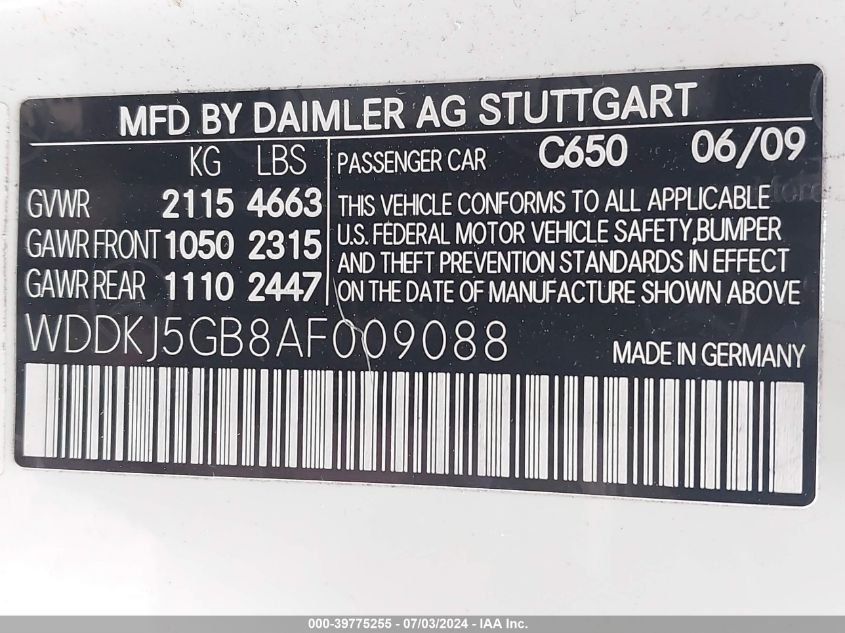 MFD BY DAIMLER AG STUTTGART
KG LBS
GVWR 2115 4663
GAWR FRONT 1050 2315
GAWR REAR 1110 2447
PASSENGER CAR C650 06/09
THIS VEHICLE CONFORMS TO ALL APPLICABLE
U.S. FEDERAL MOTOR VEHICLE SAFETY,BUMPER
AND THEFT PREVENTION STANDARDS IN EFFECT
ON THE DATE OF MANUFACTURE SHOWN ABOVE
WDDKJ5GB8AF009088 MADE IN GERMANY
000-39775255 - 07/03/2024 - IAA Inc.